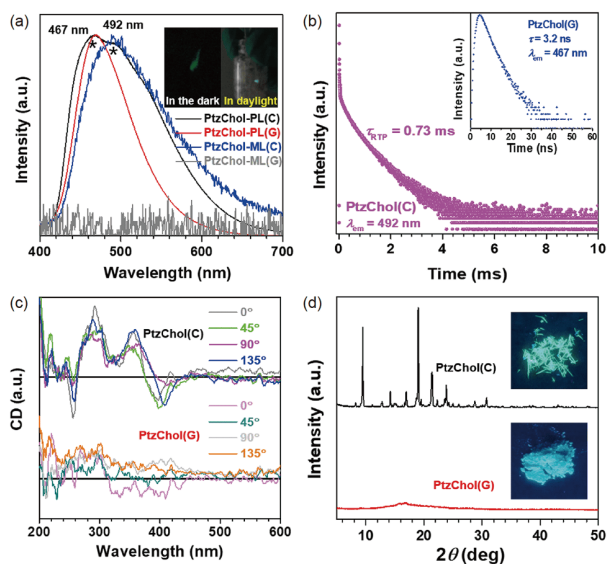 (a)
467 nm
492 nm
*
*
In the dark
In daylight
PtzChol-PL(C)
PtzChol-PL(G)
PtzChol-ML(C)
PtzChol-ML(G)
Intensity (a.u.)
400 500 600 700
Wavelength (nm)
(b)
PtzChol(G)
τ = 3.2 ns
λem = 467 nm
Intensity (a.u.)
0 10 20 30 40 50 60
Time (ns)
τRTP = 0.73 ms
PtzChol(C)
λem = 492 nm
Intensity (a.u.)
0 2 4 6 8 10
Time (ms)
(c)
0°
45°
90°
135°
PtzChol(C)
0°
45°
90°
135°
PtzChol(G)
CD (a.u.)
200 300 400 500 600
Wavelength (nm)
(d)
PtzChol(C)
PtzChol(G)
Intensity (a.u.)
10 20 30 40 50
2θ (deg)